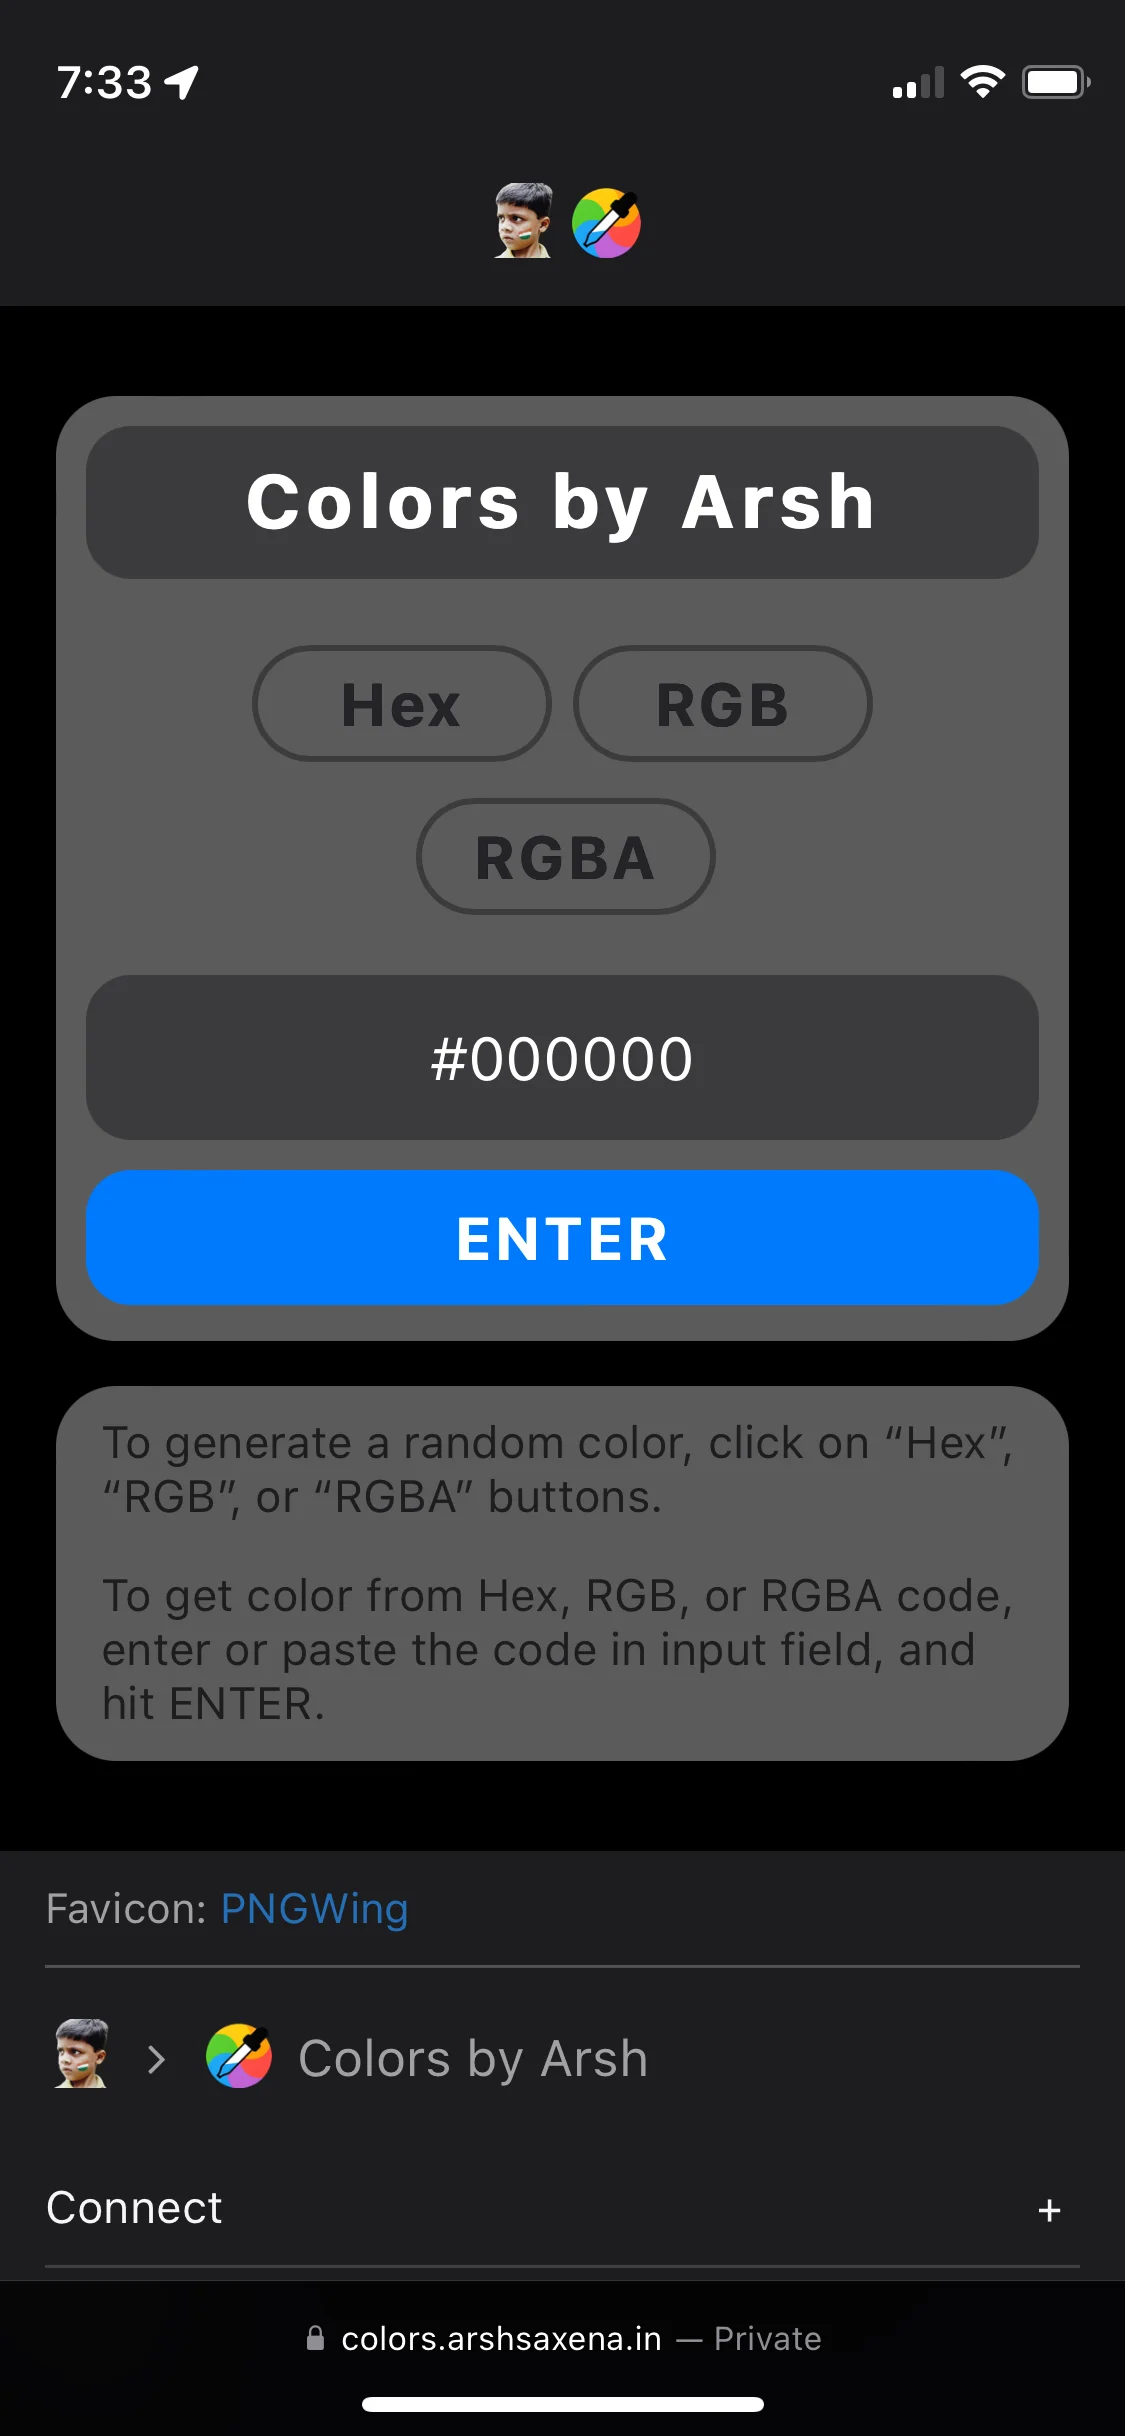 7:33
Colors by Arsh
Hex
RGB
RGBA
#000000
ENTER
To generate a random color, click on “Hex”,
“RGB”, or “RGBA” buttons.
To get color from Hex, RGB, or RGBA code,
enter or paste the code in input field, and
hit ENTER.
Favicon: PNGWing
> Colors by Arsh
Connect +
colors.arshsaxena.in — Private